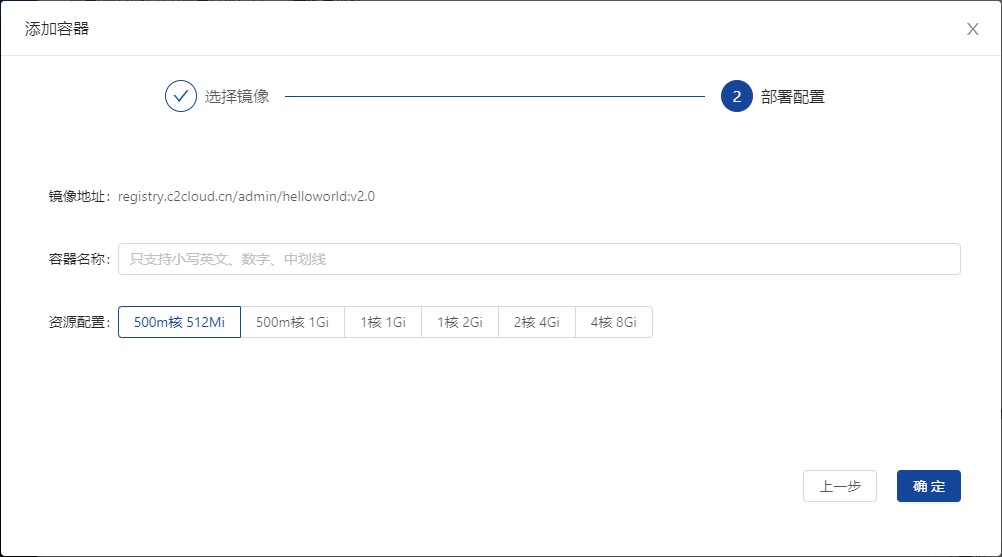 添加容器
选择镜像 2 部署配置
镜像地址: registry.c2cloud.cn/admin/helloworld:v2.0
容器名称: 只支持小写英文、数字、中划线
资源配置: 500m核 512Mi 500m核 1Gi 1核 1Gi 1核 2Gi 2核 4Gi 4核 8Gi
上一步 确 定